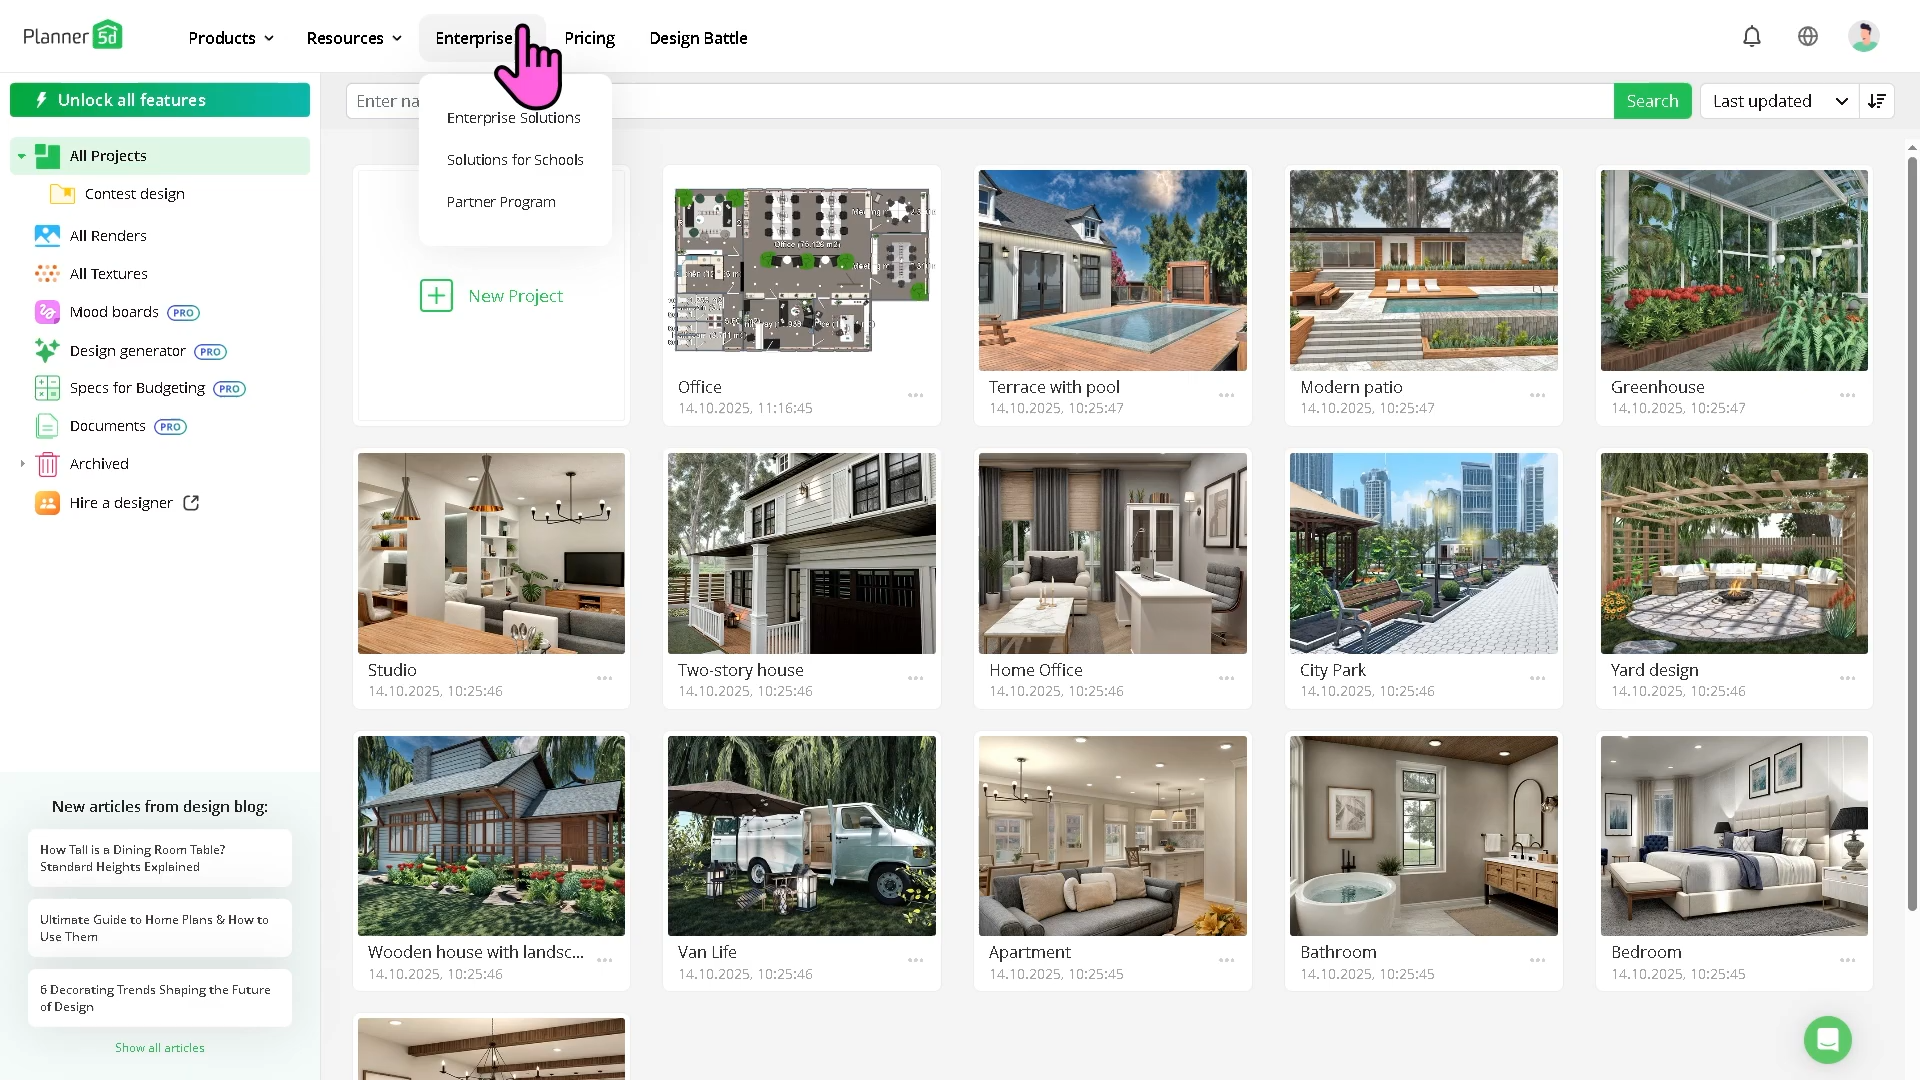 Planner 5d
Products
Resources
Enterprise
Pricing
Design Battle
Unlock all features
Enter na
Search
Last updated
Enterprise Solutions
Solutions for Schools
Partner Program
All Projects
Contest design
All Renders
All Textures
Mood boards PRO
Design generator PRO
Specs for Budgeting PRO
Documents PRO
Archived
Hire a designer
New Project
Office (76.126 m2)
Office
14.10.2025, 11:16:45
Terrace with pool
14.10.2025, 10:25:47
Modern patio
14.10.2025, 10:25:47
Greenhouse
14.10.2025, 10:25:47
Studio
14.10.2025, 10:25:46
Two-story house
14.10.2025, 10:25:46
Home Office
14.10.2025, 10:25:46
City Park
14.10.2025, 10:25:46
Yard design
14.10.2025, 10:25:46
Wooden house with landsc...
14.10.2025, 10:25:46
Van Life
14.10.2025, 10:25:46
Apartment
14.10.2025, 10:25:45
Bathroom
14.10.2025, 10:25:45
Bedroom
14.10.2025, 10:25:45
New articles from design blog:
How Tall is a Dining Room Table?
Standard Heights Explained
Ultimate Guide to Home Plans & How to
Use Them
6 Decorating Trends Shaping the Future
of Design
Show all articles